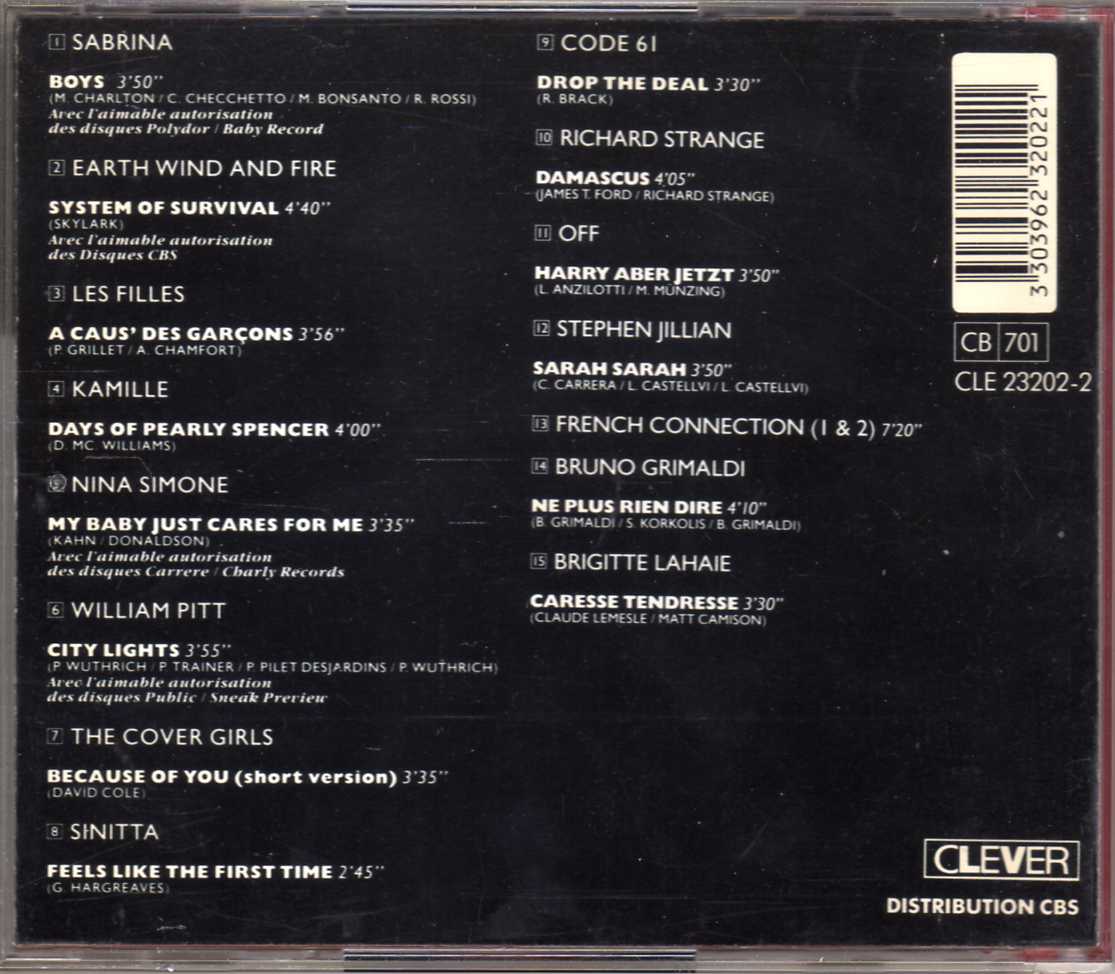 1 SABRINA
BOYS 3'50"
(M. CHARLTON / C. CHECCHETTO / M. BONSANTO / R. ROSSI)
Avec l'aimable autorisation
des disques Polydor / Baby Record
2 EARTH WIND AND FIRE
SYSTEM OF SURVIVAL 4'40"
(SKYLARK)
Avec l'aimable autorisation
des Disques CBS
3 LES FILLES
A CAUS' DES GARÇONS 3'56"
(P. GRILLET / A. CHAMFORT)
4 KAMILLE
DAYS OF PEARLY SPENCER 4'00"
(D. MC. WILLIAMS)
5 NINA SIMONE
MY BABY JUST CARES FOR ME 3'35"
(KAHN / DONALDSON)
Avec l'aimable autorisation
des disques Carrere / Charly Records
6 WILLIAM PITT
CITY LIGHTS 3'55"
(P. WUTHRICH / P. TRAINER / P. PILET DESJARDINS / P. WUTHRICH)
Avec l'aimable autorisation
des disques Public / Sneak Preview
7 THE COVER GIRLS
BECAUSE OF YOU (short version) 3'35"
(DAVID COLE)
8 SINITTA
FEELS LIKE THE FIRST TIME 2'45"
(G. HARGREAVES)
9 CODE 61
DROP THE DEAL 3'30"
(R. BRACK)
10 RICHARD STRANGE
DAMASCUS 4'05"
(JAMES T. FORD / RICHARD STRANGE)
11 OFF
HARRY ABER JETZT 3'50"
(L. ANZILOTTI / M. MÜNZING)
12 STEPHEN JILLIAN
SARAH SARAH 3'50"
(C. CARRERA / L. CASTELLVI / L. CASTELLVI)
13 FRENCH CONNECTION (1 & 2) 7'20"
14 BRUNO GRIMALDI
NE PLUS RIEN DIRE 4'10"
(B. GRIMALDI / S. KORKOLIS / B. GRIMALDI)
15 BRIGITTE LAHAIE
CARESSE TENDRESSE 3'30"
(CLAUDE LEMESLE / MATT CAMISON)
3 303962 320221
CB 701
CLE 23202-2
CLEVER
DISTRIBUTION CBS